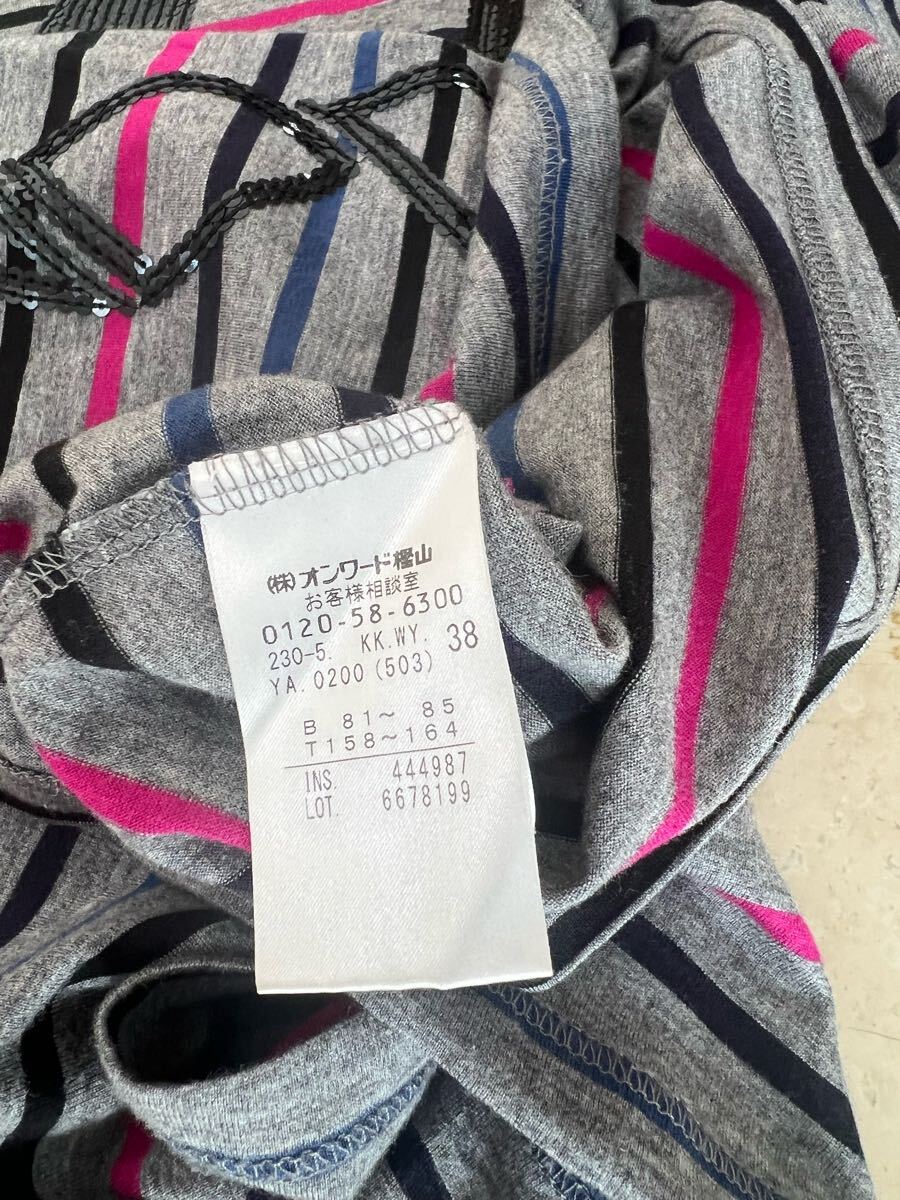 ㈱オンワード樫山
お客様相談室
0120-58-6300
230-5. KK.WY. 38
YA.0200(503)
B 81～ 85
T158～164
INS. 444987
LOT. 6678199